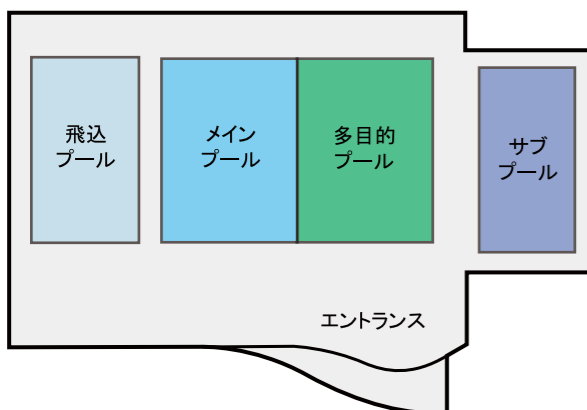 飛込
プール
メイン
プール
多目的
プール
サブ
プール
エントランス